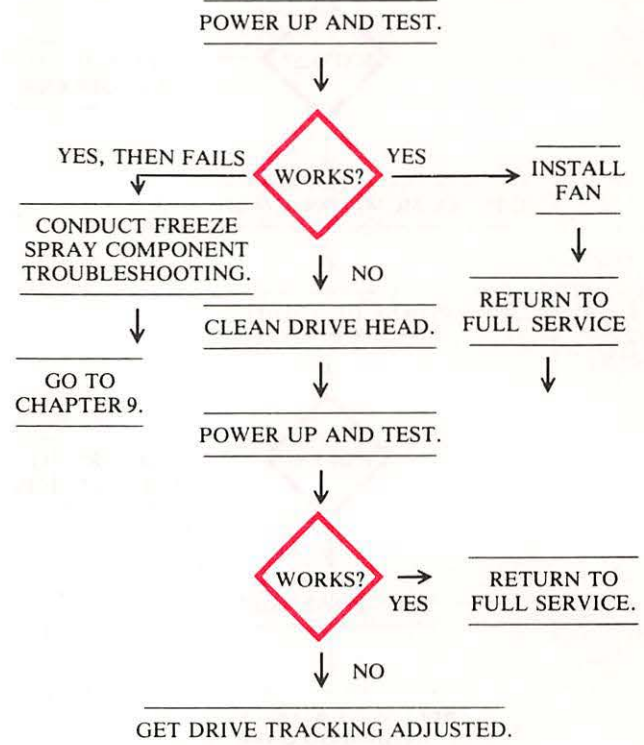 POWER UP AND TEST.
YES, THEN FAILS
WORKS?
YES
INSTALL
FAN
CONDUCT FREEZE
SPRAY COMPONENT
TROUBLESHOOTING.
NO
RETURN TO
FULL SERVICE
CLEAN DRIVE HEAD.
GO TO
CHAPTER 9.
POWER UP AND TEST.
WORKS?
YES
RETURN TO
FULL SERVICE.
NO
GET DRIVE TRACKING ADJUSTED.